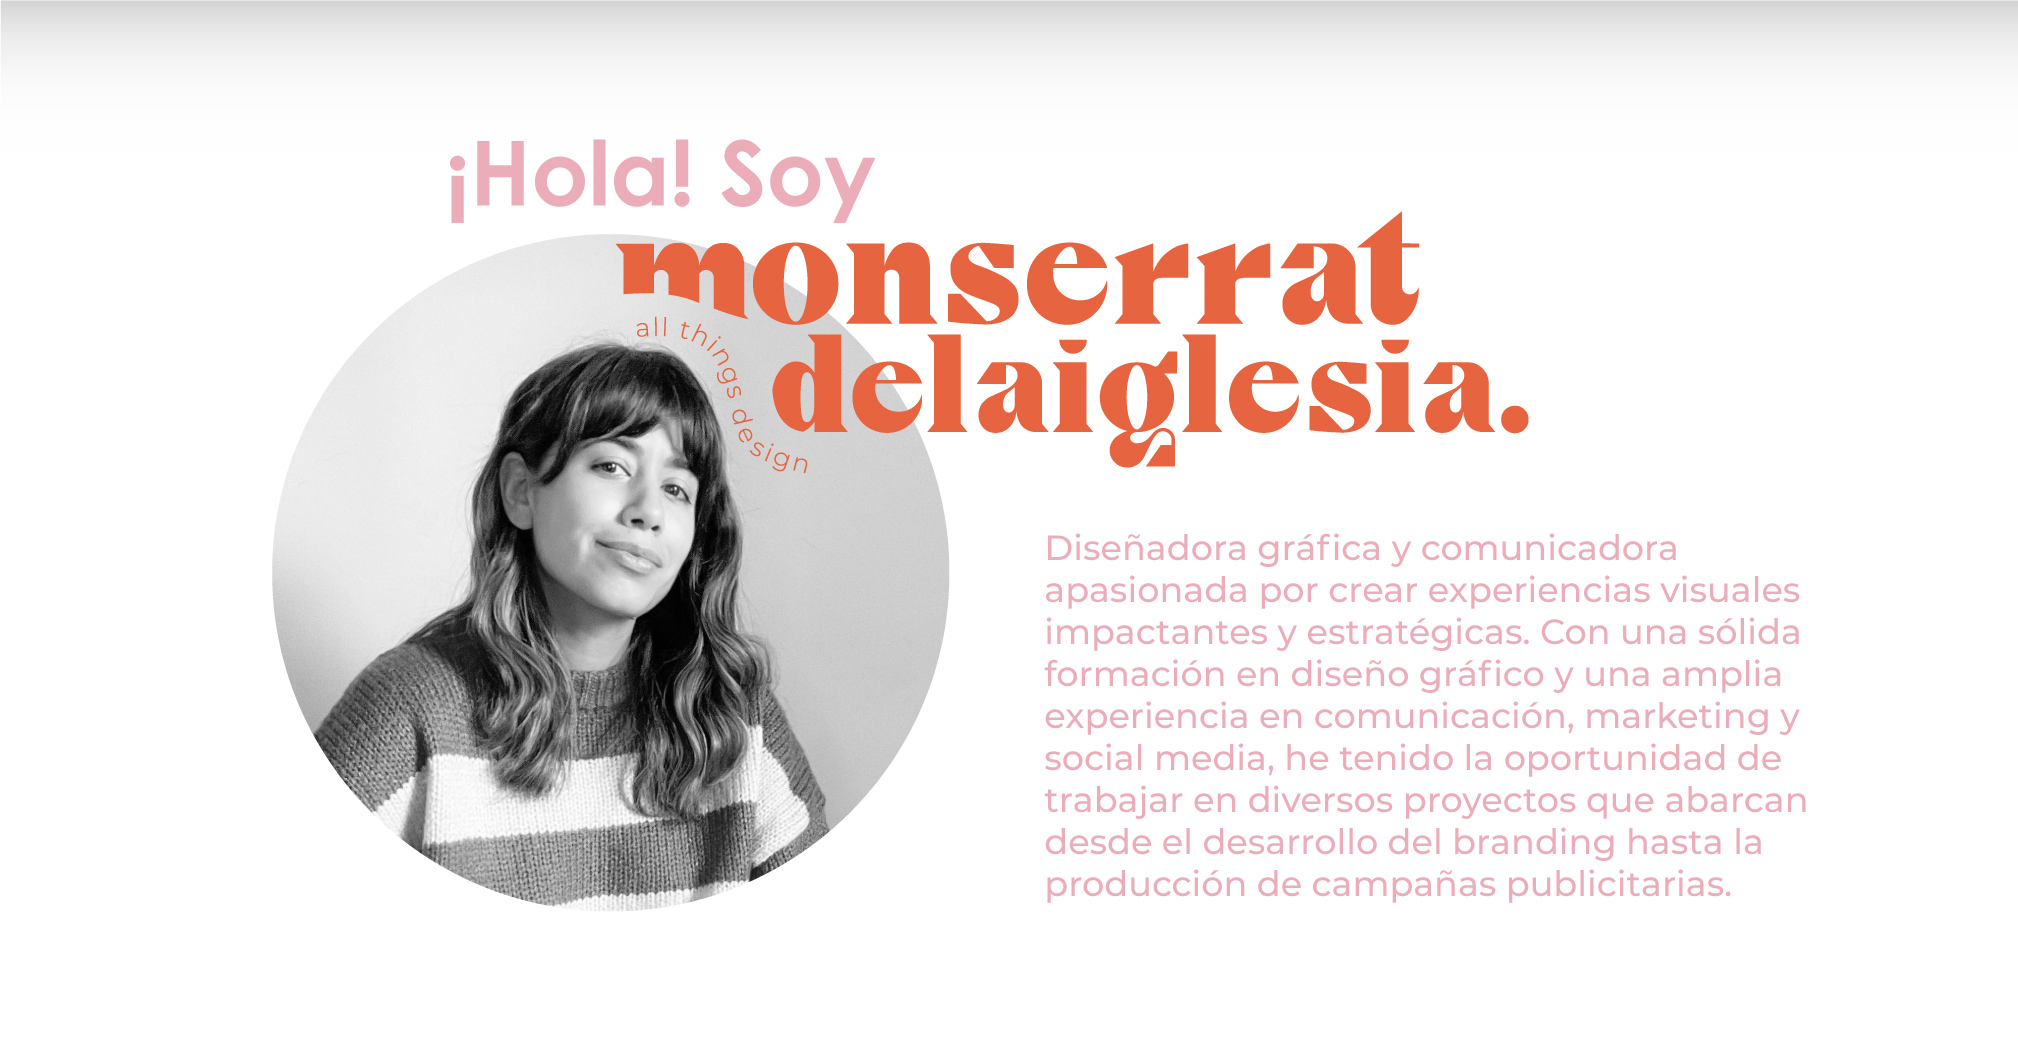 ¡Hola! Soy
monserrat
delaiglesia.
all things design
Diseñadora gráfica y comunicadora
apasionada por crear experiencias visuales
impactantes y estratégicas. Con una sólida
formación en diseño gráfico y una amplia
experiencia en comunicación, marketing y
social media, he tenido la oportunidad de
trabajar en diversos proyectos que abarcan
desde el desarrollo del branding hasta la
producción de campañas publicitarias.